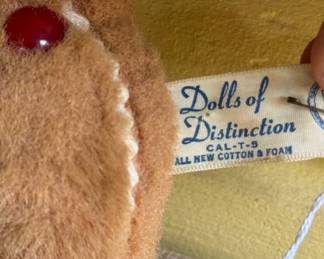 Dolls of
Distinction
CAL-T-5
ALL NEW COTTON & FOAM